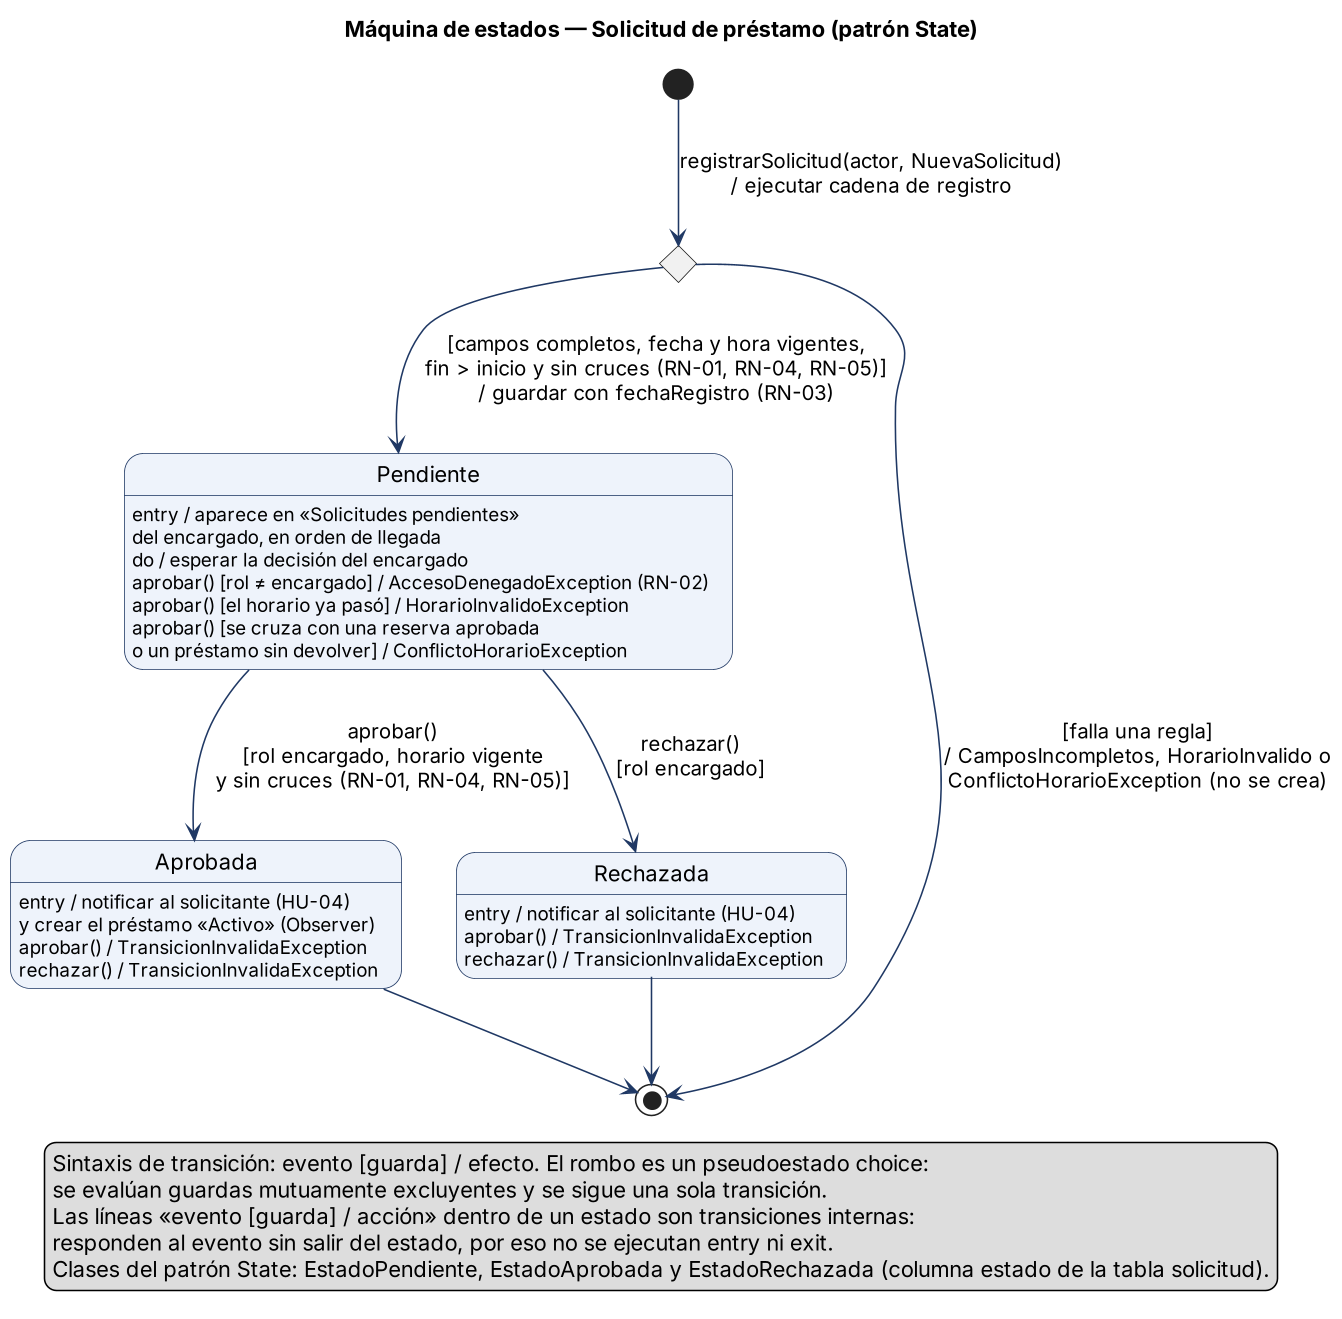 Máquina de estados — Solicitud de préstamo (patrón State)
registrarSolicitud(actor, NuevaSolicitud)
/ ejecutar cadena de registro
[campos completos, fecha y hora vigentes,
fin > inicio y sin cruces (RN-01, RN-04, RN-05)]
/ guardar con fechaRegistro (RN-03)
Pendiente
entry / aparece en «Solicitudes pendientes»
del encargado, en orden de llegada
do / esperar la decisión del encargado
aprobar() [rol ≠ encargado] / AccesoDenegadoException (RN-02)
aprobar() [el horario ya pasó] / HorarioInvalidoException
aprobar() [se cruza con una reserva aprobada
o un préstamo sin devolver] / ConflictoHorarioException
aprobar()
[rol encargado, horario vigente
y sin cruces (RN-01, RN-04, RN-05)]
rechazar()
[rol encargado]
[falla una regla]
/ CamposIncompletos, HorarioInvalido o
ConflictoHorarioException (no se crea)
Aprobada
entry / notificar al solicitante (HU-04)
y crear el préstamo «Activo» (Observer)
aprobar() / TransicionInvalidaException
rechazar() / TransicionInvalidaException
Rechazada
entry / notificar al solicitante (HU-04)
aprobar() / TransicionInvalidaException
rechazar() / TransicionInvalidaException
Sintaxis de transición: evento [guarda] / efecto. El rombo es un pseudoestado choice:
se evalúan guardas mutuamente excluyentes y se sigue una sola transición.
Las líneas «evento [guarda] / acción» dentro de un estado son transiciones internas:
responden al evento sin salir del estado, por eso no se ejecutan entry ni exit.
Clases del patrón State: EstadoPendiente, EstadoAprobada y EstadoRechazada (columna estado de la tabla solicitud).